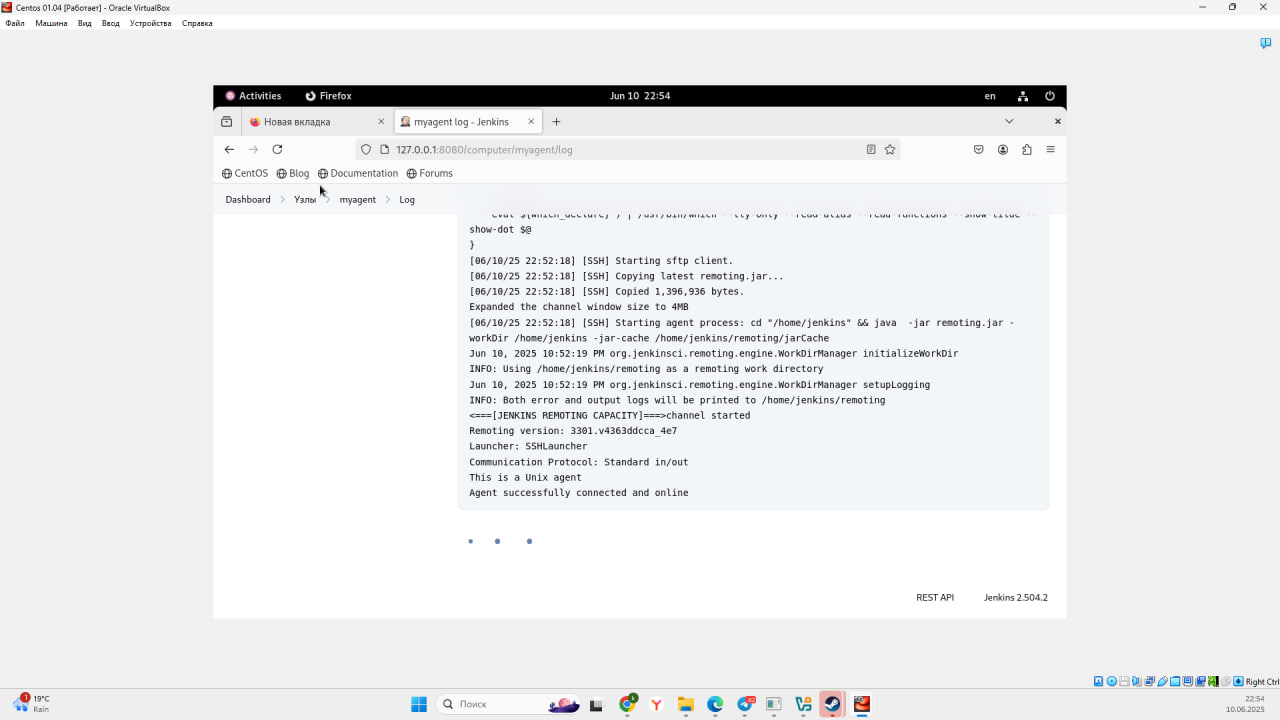 Centos 01.04 [Работает] - Oracle VirtualBox
Файл Машина Вид Ввод Устройства Справка
Activities Firefox Jun 10 22:54 en
Новая вкладка myagent log - Jenkins
127.0.0.1:8080/computer/myagent/log
CentOS Blog Documentation Forums
Dashboard Узлы myagent Log
show-dot $@
}
[06/10/25 22:52:18] [SSH] Starting sftp client.
[06/10/25 22:52:18] [SSH] Copying latest remoting.jar...
[06/10/25 22:52:18] [SSH] Copied 1,396,936 bytes.
Expanded the channel window size to 4MB
[06/10/25 22:52:18] [SSH] Starting agent process: cd "/home/jenkins" && java  -jar remoting.jar -
workDir /home/jenkins -jar-cache /home/jenkins/remoting/jarCache
Jun 10, 2025 10:52:19 PM org.jenkinsci.remoting.engine.WorkDirManager initializeWorkDir
INFO: Using /home/jenkins/remoting as a remoting work directory
Jun 10, 2025 10:52:19 PM org.jenkinsci.remoting.engine.WorkDirManager setupLogging
INFO: Both error and output logs will be printed to /home/jenkins/remoting
<===[JENKINS REMOTING CAPACITY]===>channel started
Remoting version: 3301.v4363ddcca_4e7
Launcher: SSHLauncher
Communication Protocol: Standard in/out
This is a Unix agent
Agent successfully connected and online
REST API Jenkins 2.504.2
Right Ctrl
1 19°C
Rain
Поиск
22:54
10.06.2025